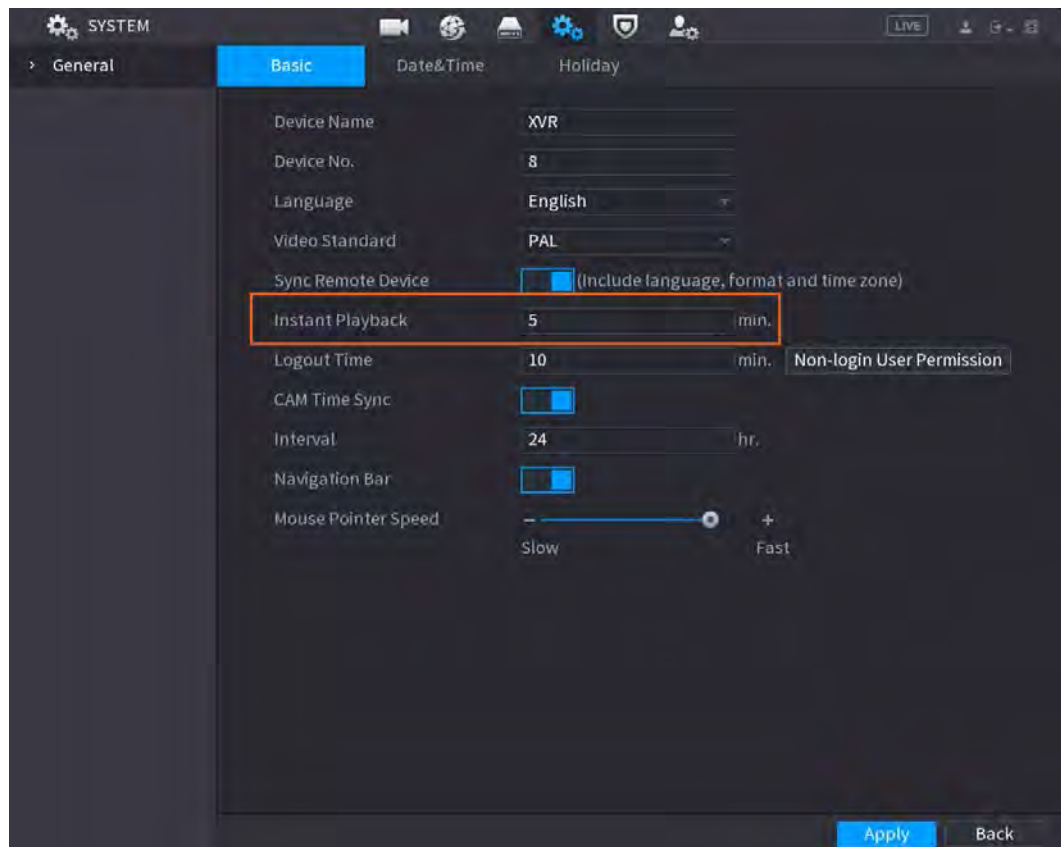 SYSTEM LIVE
General Basic Date&Time Holiday
Device Name XVR
Device No. 8
Language English
Video Standard PAL
Sync Remote Device (Include language, format and time zone)
Instant Playback 5 min.
Logout Time 10 min. Non-login User Permission
CAM Time Sync
Interval 24 hr.
Navigation Bar
Mouse Pointer Speed - +
Slow Fast
Apply Back